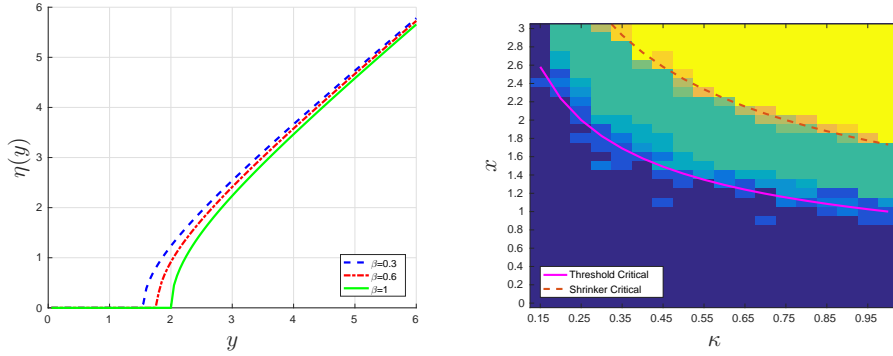 6
5
4
3
2
1
0
η(y)
0 1 2 3 4 5 6
y
β=0.3
β=0.6
β=1
3
2.8
2.6
2.4
2.2
2
1.8
1.6
1.4
1.2
1
0.8
0.6
0.4
0.2
0
x
Threshold Critical
Shrinker Critical
0.15 0.25 0.35 0.45 0.55 0.65 0.75 0.85 0.95
κ